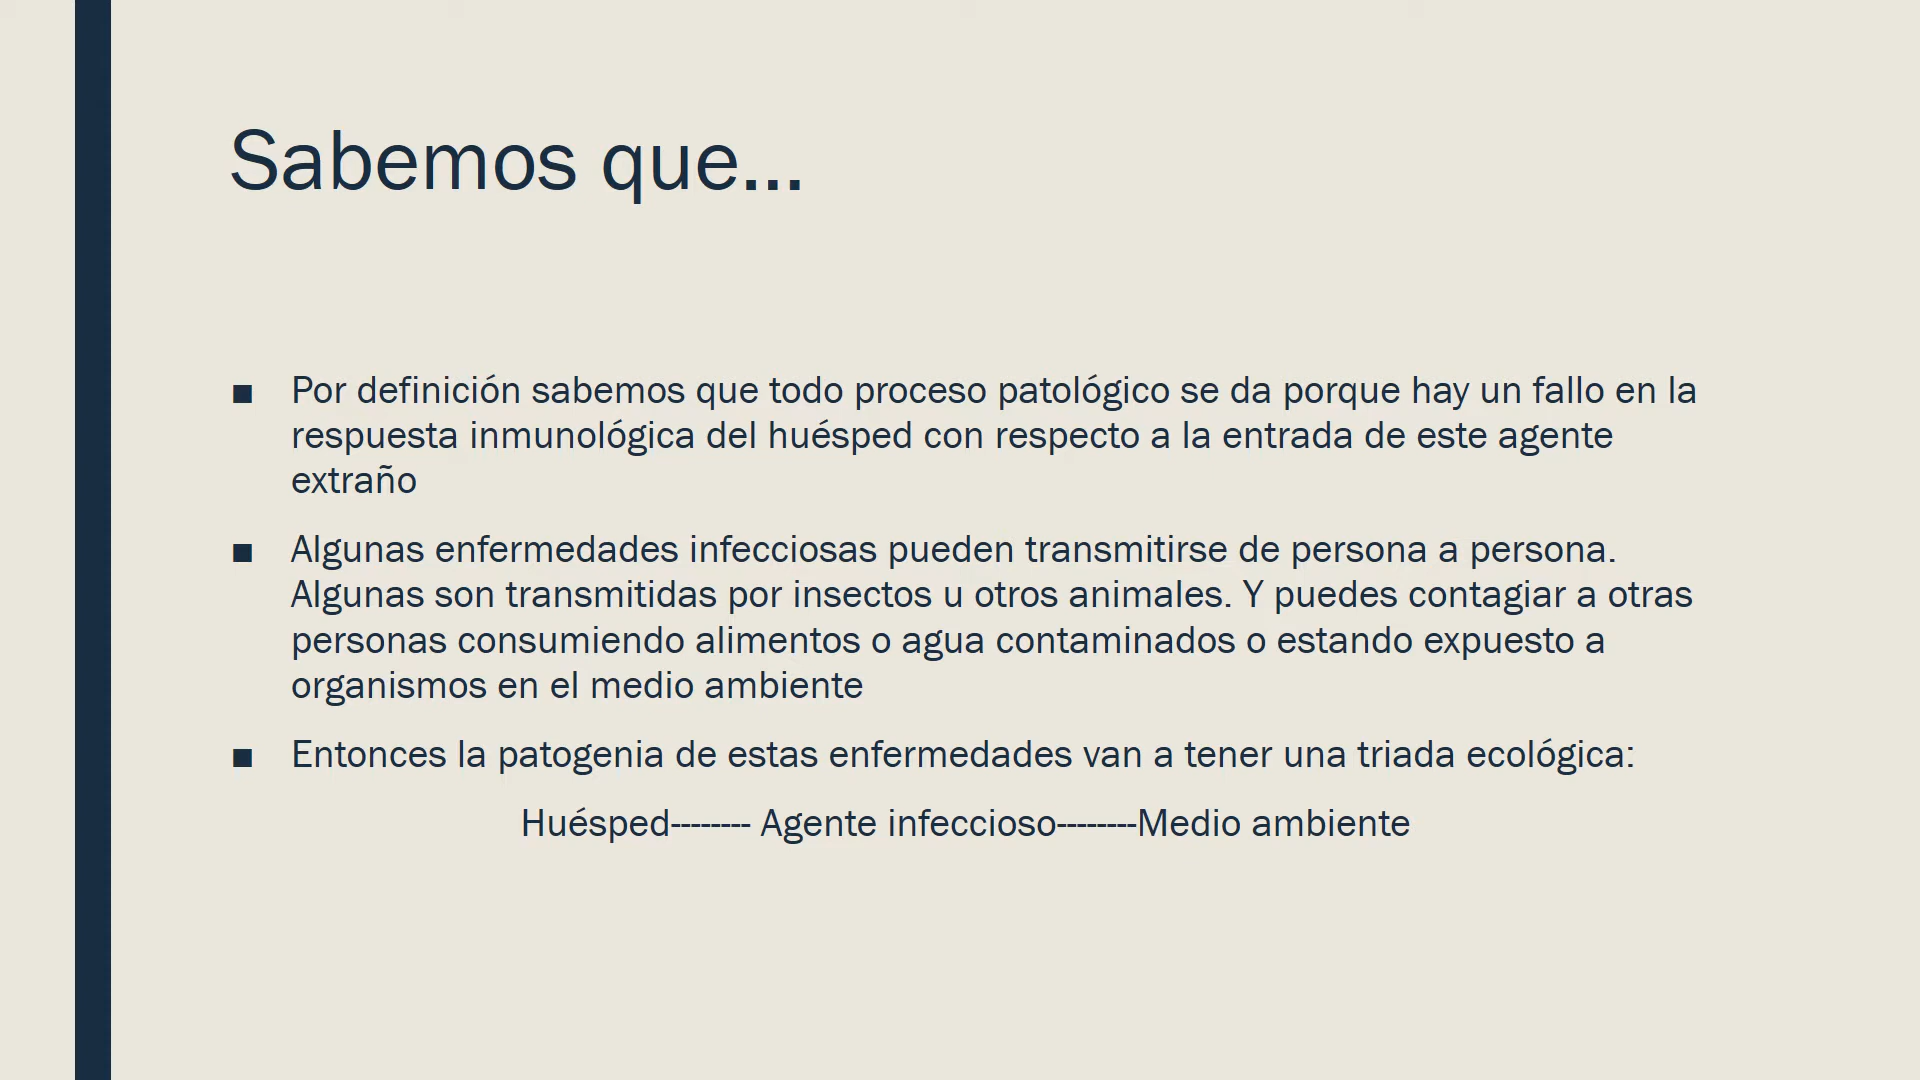 Sabemos que...
■ Por definición sabemos que todo proceso patológico se da porque hay un fallo en la
respuesta inmunológica del huésped con respecto a la entrada de este agente
extraño
■ Algunas enfermedades infecciosas pueden transmitirse de persona a persona.
Algunas son transmitidas por insectos u otros animales. Y puedes contagiar a otras
personas consumiendo alimentos o agua contaminados o estando expuesto a
organismos en el medio ambiente
■ Entonces la patogenia de estas enfermedades van a tener una triada ecológica:
Huésped-------- Agente infeccioso--------Medio ambiente